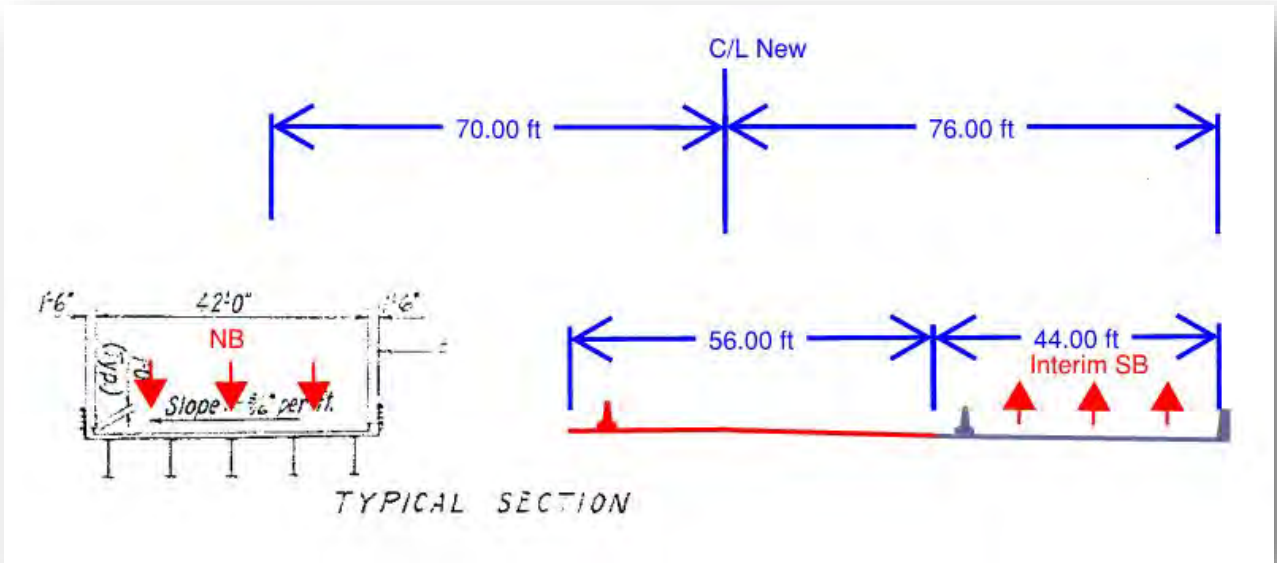 C/L New
70.00 ft
76.00 ft
1'-6"
42'-0"
1'-6"
NB
56.00 ft
44.00 ft
Interim SB
(Typ.)
Slope
per ft.
TYPICAL SECTION